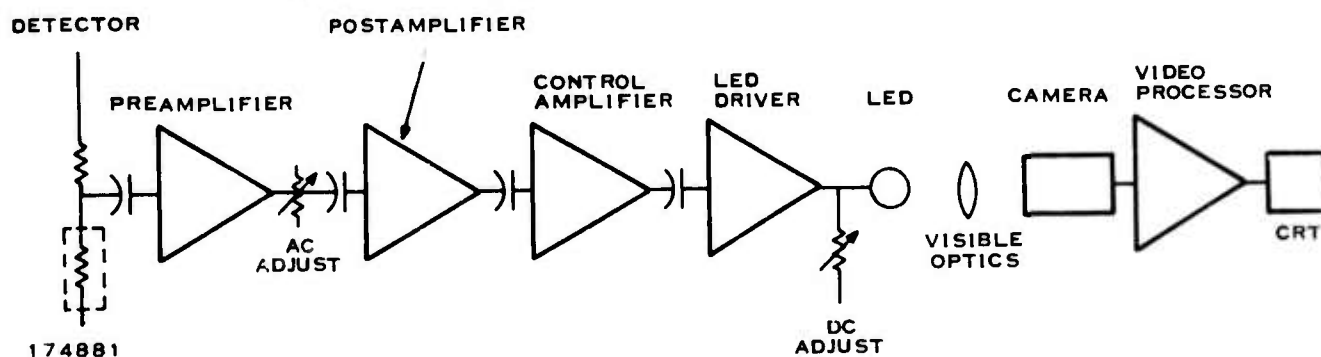 DETECTOR
POSTAMPLIFIER
PREAMPLIFIER
CONTROL
AMPLIFIER
LED
DRIVER
LED
CAMERA
VIDEO
PROCESSOR
AC
ADJUST
VISIBLE
OPTICS
CRT
DC
ADJUST
174881